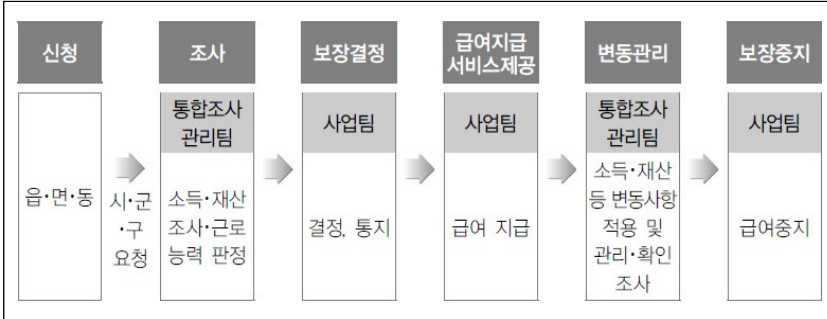 신청
조사
보장결정
급여지급
서비스제공
변동관리
보장중지
읍·면·동
시·군
·구
요청
통합조사
관리팀
소득·재산
조사·근로
능력 판정
사업팀
결정, 통지
사업팀
급여 지급
통합조사
관리팀
소득·재산
등 변동사항
적용 및
관리·확인
조사
사업팀
급여중지